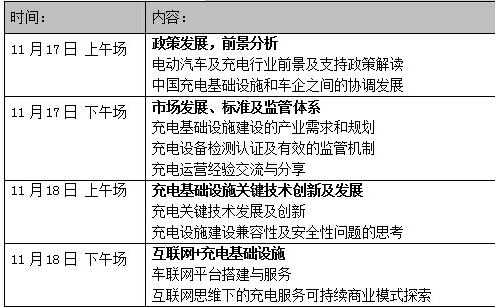 时间： 内容：
11 月 17 日 上午场 政策发展，前景分析
电动汽车及充电行业前景及支持政策解读
中国充电基础设施和车企之间的协调发展
11 月 17 日 下午场 市场发展、标准及监管体系
充电基础设施建设的产业需求和规划
充电设备检测认证及有效的监管机制
充电运营经验交流与分享
11 月 18 日 上午场 充电基础设施关键技术创新及发展
充电关键技术发展及创新
充电设施建设兼容性及安全性问题的思考
11 月 18 日 下午场 互联网+充电基础设施
车联网平台搭建与服务
互联网思维下的充电服务可持续商业模式探索